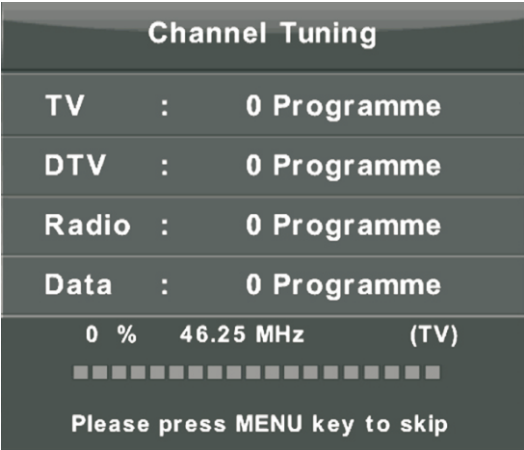 Channel Tuning
TV : 0 Programme
DTV : 0 Programme
Radio : 0 Programme
Data : 0 Programme
0 % 46.25 MHz (TV)
Please press MENU key to skip